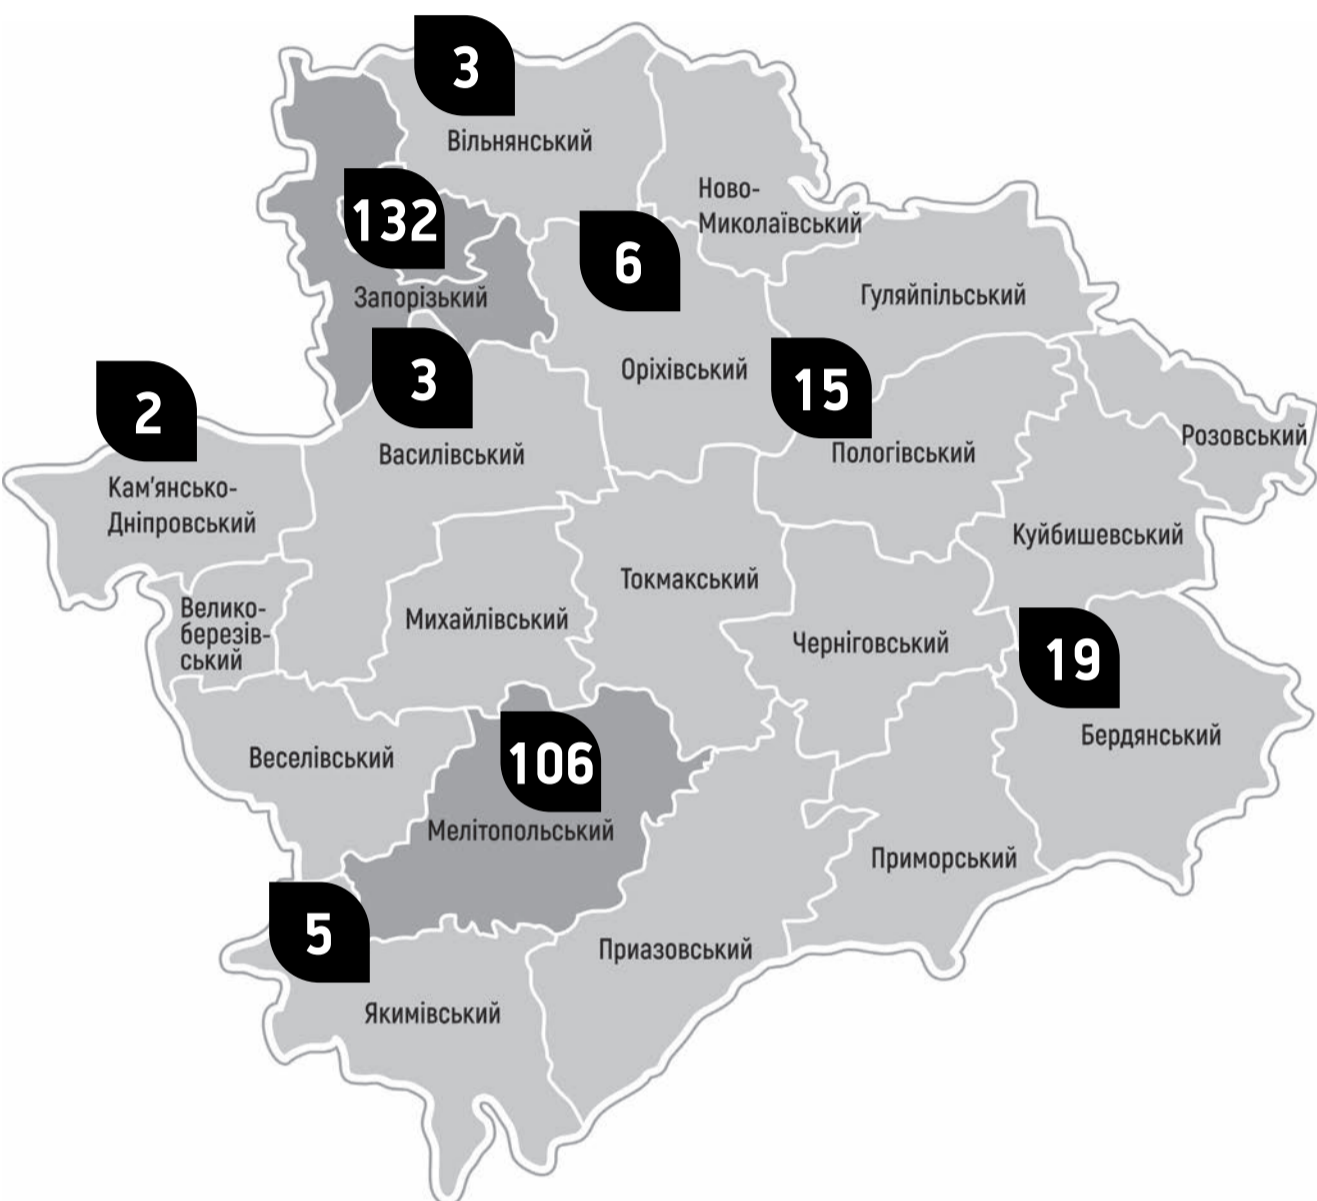 3
Вільнянський
Ново-
Миколаївський
132
Запорізький
6
Оріхівський
Гуляйпільський
3
Василівський
15
Пологівський
Розовський
2
Кам'янсько-
Дніпровський
Куйбишевський
Токмакський
Велико-
березів-
ський
Михайлівський
Черніговський
19
Бердянський
Веселівський
106
Мелітопольський
Приморський
5
Якимівський
Приазовський